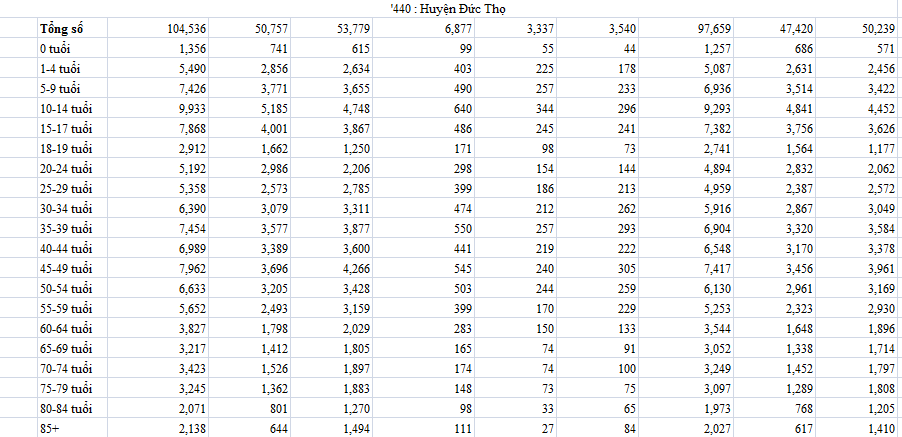 '440 : Huyện Đức Thọ
Tổng số 104,536 50,757 53,779 6,877 3,337 3,540 97,659 47,420 50,239
0 tuổi 1,356 741 615 99 55 44 1,257 686 571
1-4 tuổi 5,490 2,856 2,634 403 225 178 5,087 2,631 2,456
5-9 tuổi 7,426 3,771 3,655 490 257 233 6,936 3,514 3,422
10-14 tuổi 9,933 5,185 4,748 640 344 296 9,293 4,841 4,452
15-17 tuổi 7,868 4,001 3,867 486 245 241 7,382 3,756 3,626
18-19 tuổi 2,912 1,662 1,250 171 98 73 2,741 1,564 1,177
20-24 tuổi 5,192 2,986 2,206 298 154 144 4,894 2,832 2,062
25-29 tuổi 5,358 2,573 2,785 399 186 213 4,959 2,387 2,572
30-34 tuổi 6,390 3,079 3,311 474 212 262 5,916 2,867 3,049
35-39 tuổi 7,454 3,577 3,877 550 257 293 6,904 3,320 3,584
40-44 tuổi 6,989 3,389 3,600 441 219 222 6,548 3,170 3,378
45-49 tuổi 7,962 3,696 4,266 545 240 305 7,417 3,456 3,961
50-54 tuổi 6,633 3,205 3,428 503 244 259 6,130 2,961 3,169
55-59 tuổi 5,652 2,493 3,159 399 170 229 5,253 2,323 2,930
60-64 tuổi 3,827 1,798 2,029 283 150 133 3,544 1,648 1,896
65-69 tuổi 3,217 1,412 1,805 165 74 91 3,052 1,338 1,714
70-74 tuổi 3,423 1,526 1,897 174 74 100 3,249 1,452 1,797
75-79 tuổi 3,245 1,362 1,883 148 73 75 3,097 1,289 1,808
80-84 tuổi 2,071 801 1,270 98 33 65 1,973 768 1,205
85+ 2,138 644 1,494 111 27 84 2,027 617 1,410